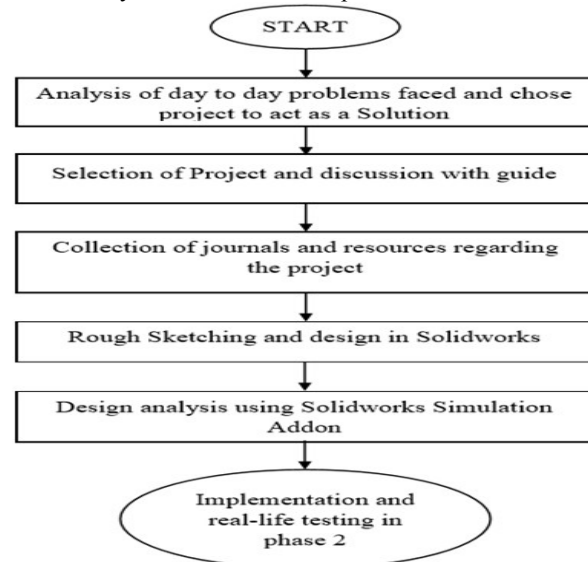 START
Analysis of day to day problems faced and chose
project to act as a Solution
Selection of Project and discussion with guide
Collection of journals and resources regarding
the project
Rough Sketching and design in Solidworks
Design analysis using Solidworks Simulation
Addon
Implementation and
real-life testing in
phase 2